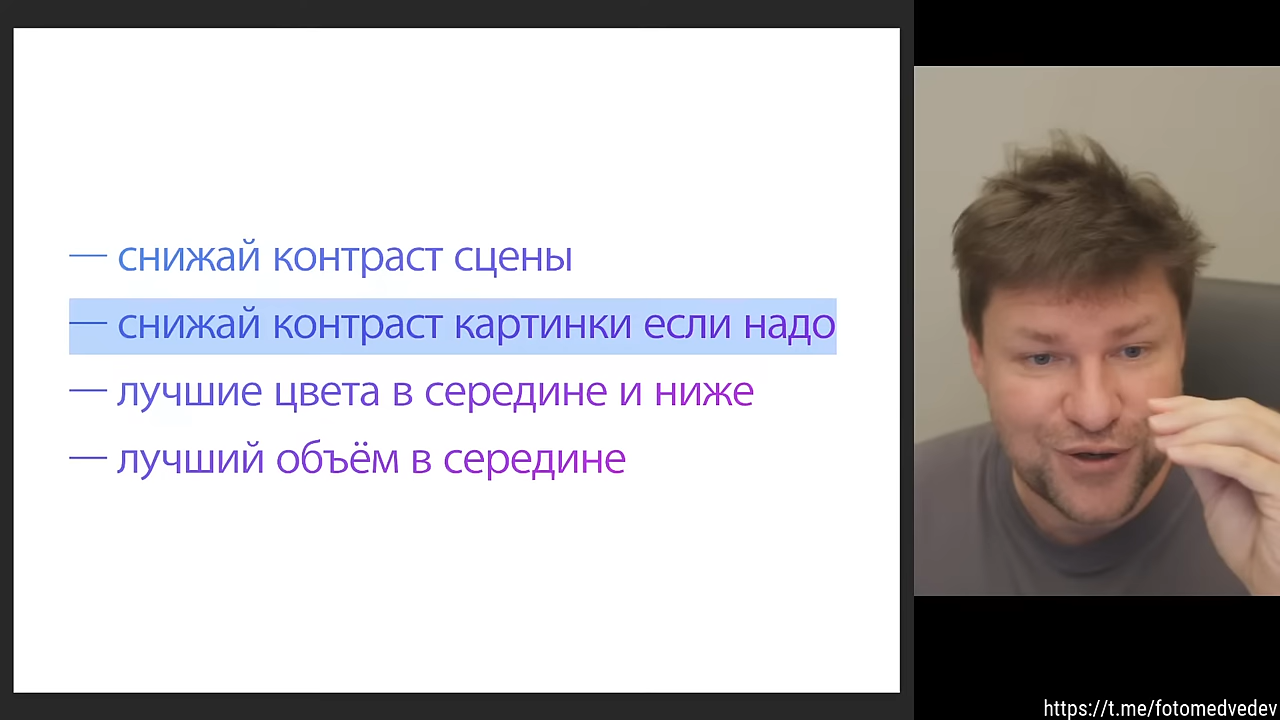 — снижай контраст сцены
— снижай контраст картинки если надо
— лучшие цвета в середине и ниже
— лучший объём в середине
https://t.me/fotomedvedev